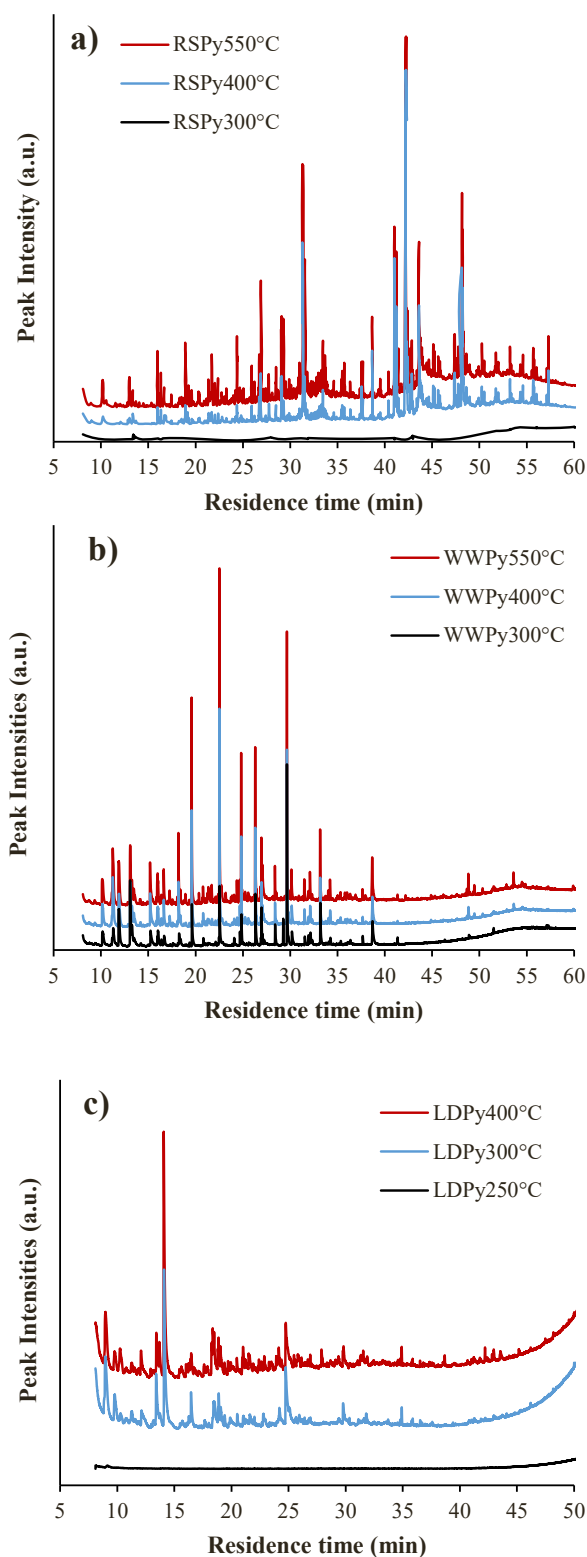 a)
RSPy550°C
RSPy400°C
RSPy300°C
Peak Intensity (a.u.)
5 10 15 20 25 30 35 40 45 50 55 60
Residence time (min)
b)
WWPy550°C
WWPy400°C
WWPy300°C
Peak Intensities (a.u.)
5 10 15 20 25 30 35 40 45 50 55 60
Residence time (min)
c)
LDPy400°C
LDPy300°C
LDPy250°C
Peak Intensities (a.u.)
5 10 15 20 25 30 35 40 45 50
Residence time (min)